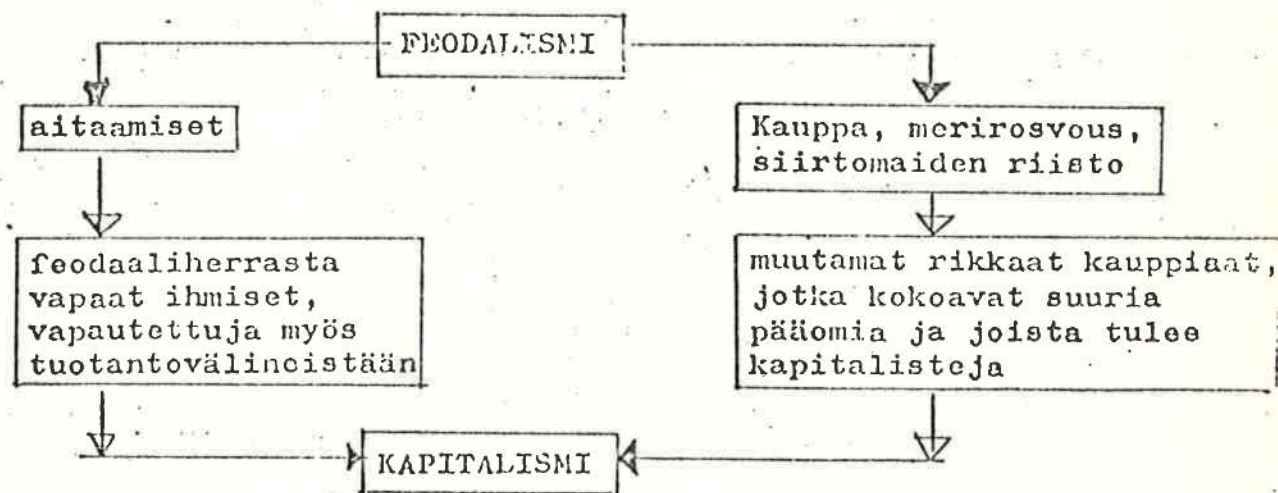 FEODALISMI
aitaamiset
Kauppa, merirosvous,
siirtomaiden riisto
feodaaliherrasta
vapaat ihmiset,
vapautettuja myös
tuotantovälineistään
muutamat rikkaat kauppiaat,
jotka kokoavat suuria
pääomia ja joista tulee
kapitalisteja
KAPITALISMI